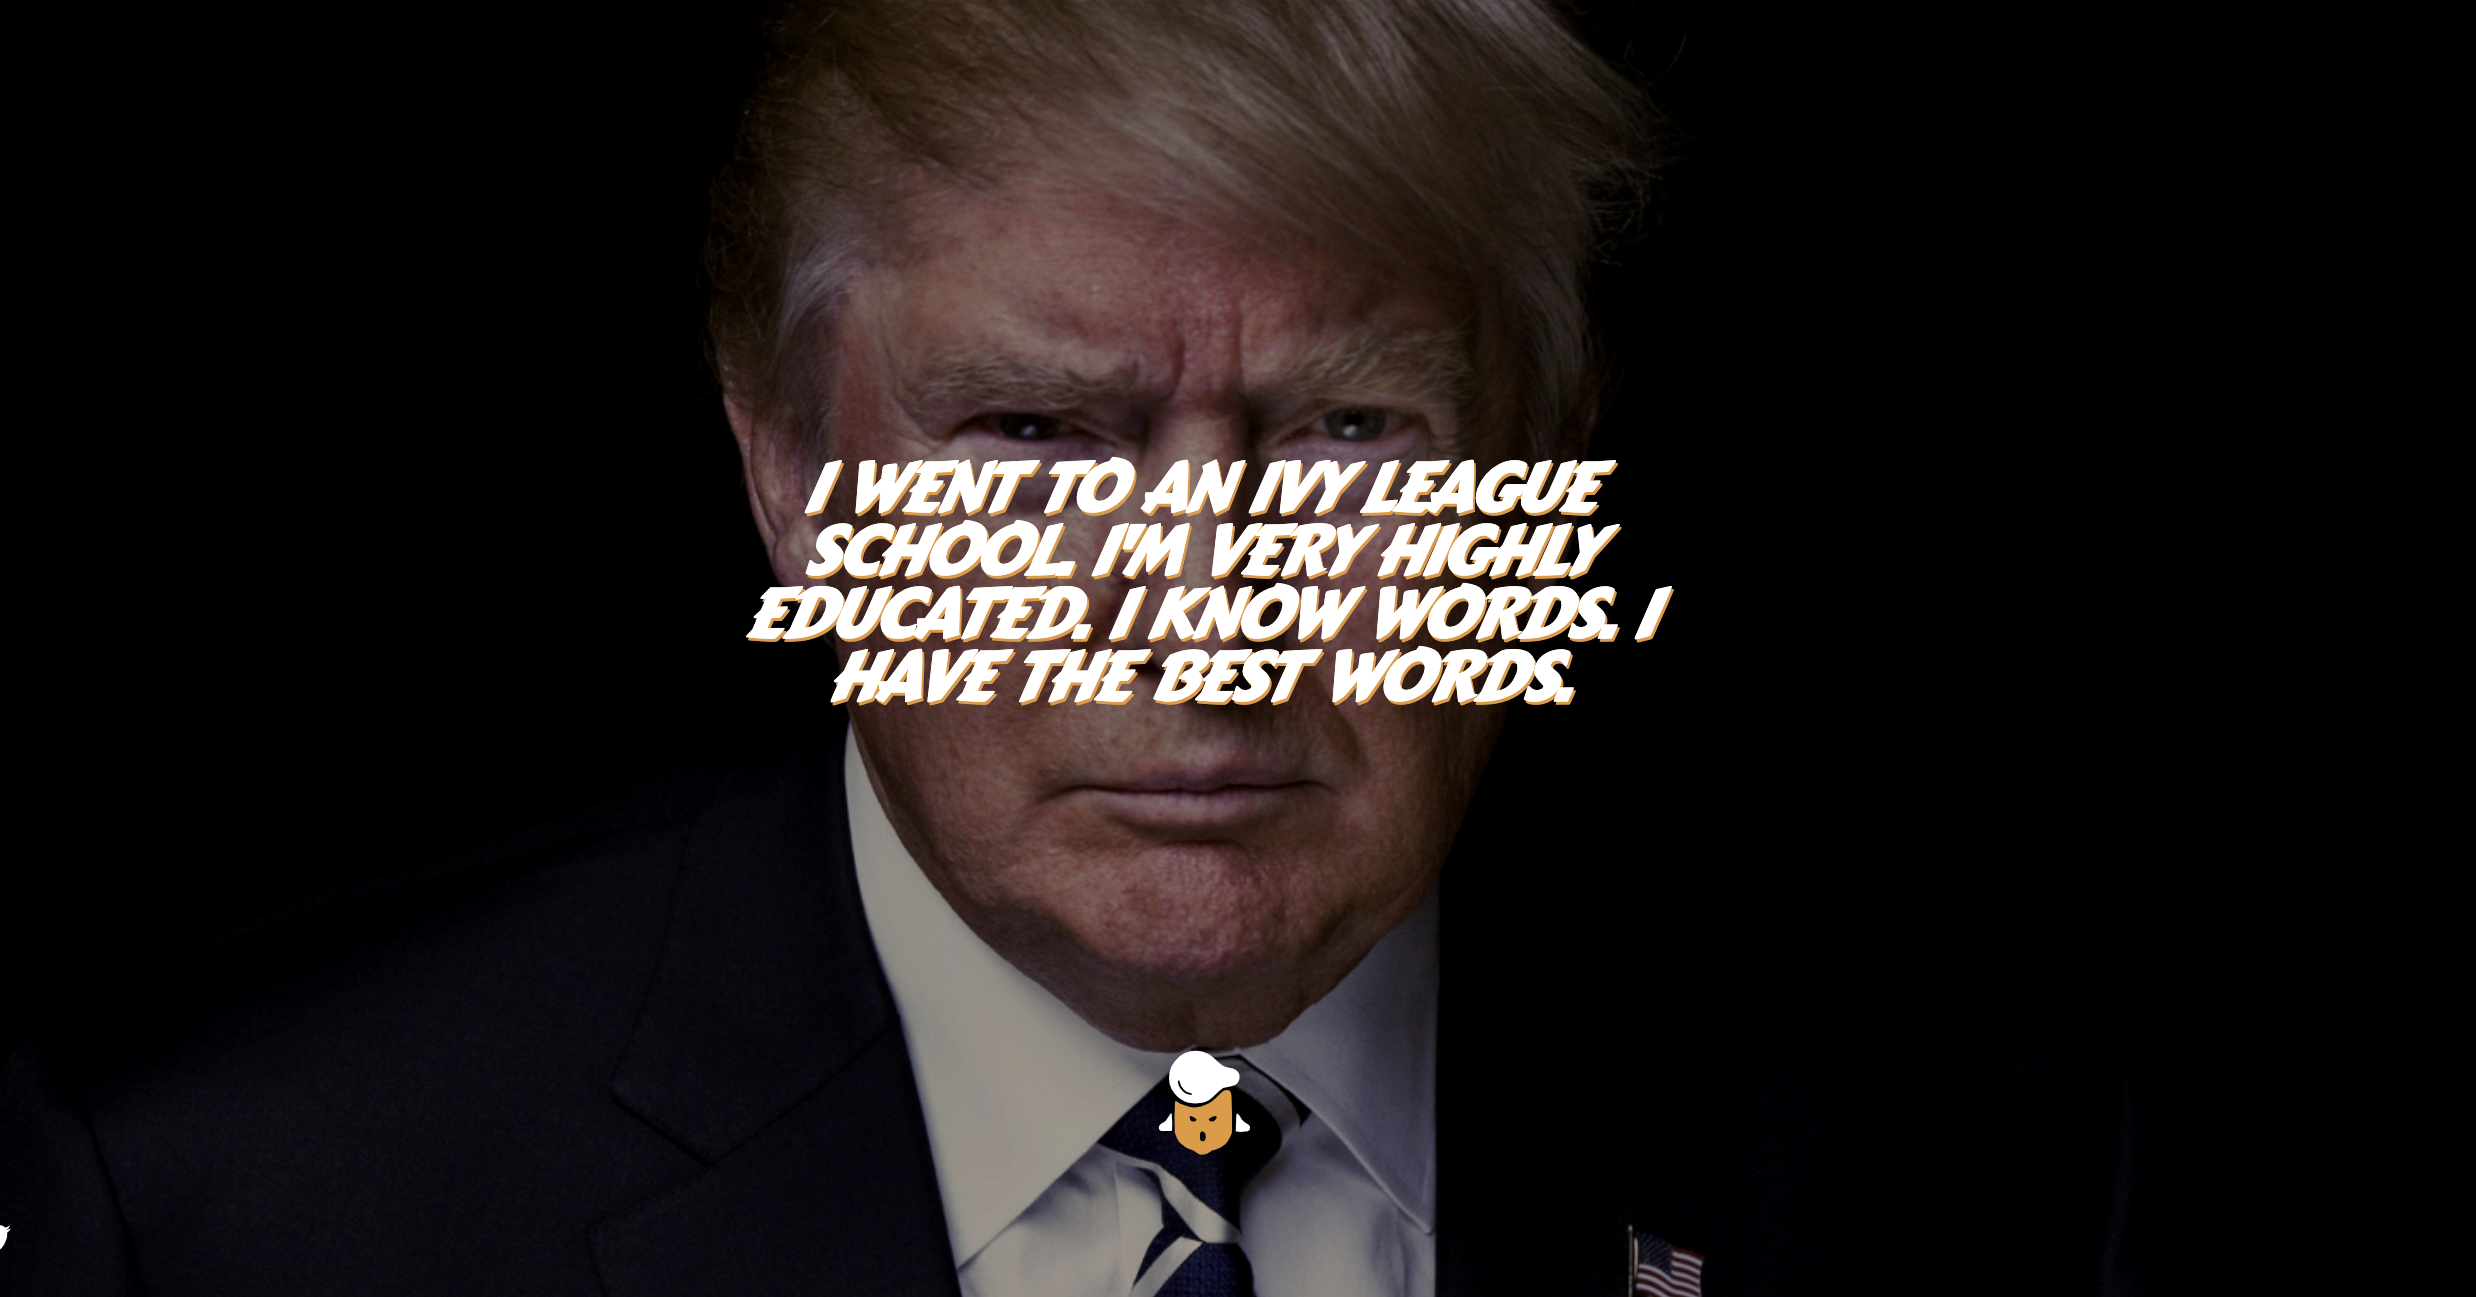 I WENT TO AN IVY LEAGUE
SCHOOL. I'M VERY HIGHLY
EDUCATED. I KNOW WORDS. I
HAVE THE BEST WORDS.